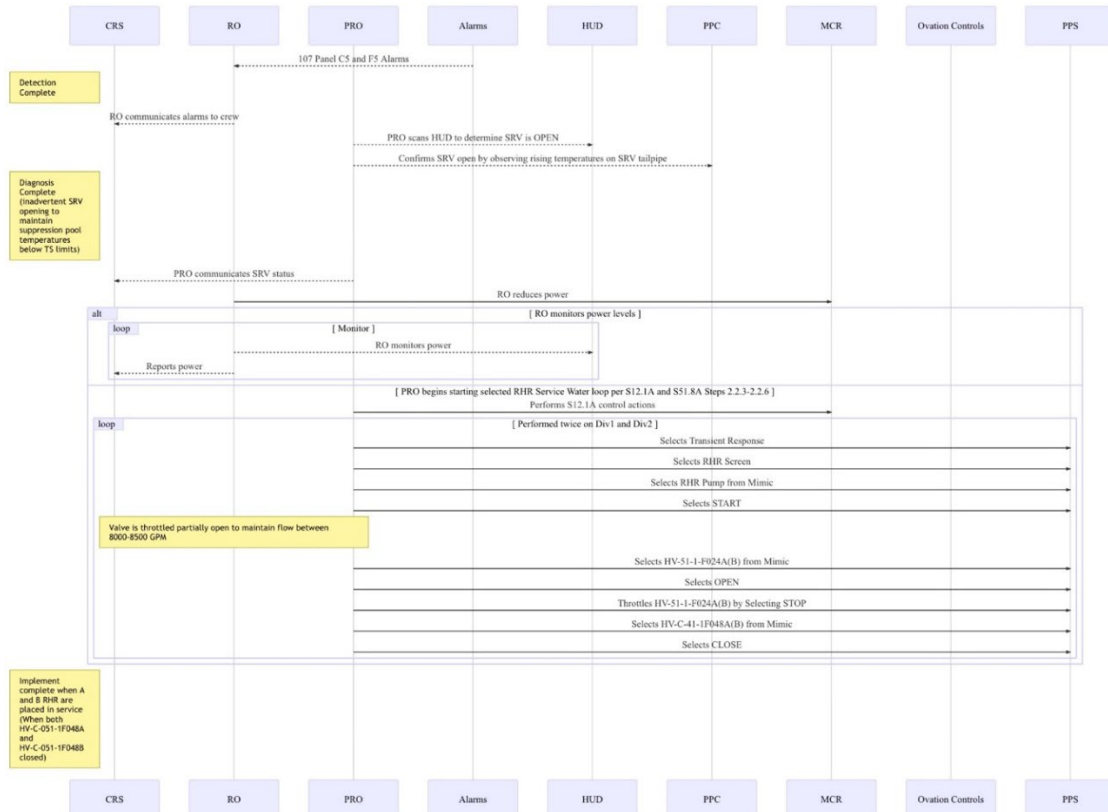 CRS RO PRO Alarms HUD PPC MCR Ovation Controls PPS
107 Panel C5 and F5 Alarms
Detection
Complete
RO communicates alarms to crew
PRO scans HUD to determine SRV is OPEN
Confirms SRV open by observing rising temperatures on SRV tailpipe
Diagnosis
Complete
(inadvertent SRV
opening to
maintain
suppression pool
temperatures
below TS limits)
PRO communicates SRV status
RO reduces power
alt [ RO monitors power levels ]
loop [ Monitor ]
RO monitors power
Reports power
[ PRO begins starting selected RHR Service Water loop per S12.1A and S51.8A Steps 2.2.3-2.2.6 ]
Performs S12.1A control actions
loop [ Performed twice on Div1 and Div2 ]
Selects Transient Response
Selects RHR Screen
Selects RHR Pump from Mimic
Selects START
Valve is throttled partially open to maintain flow between
8000-8500 GPM
Selects HV-51-1-F024A(B) from Mimic
Selects OPEN
Throttles HV-51-1-F024A(B) by Selecting STOP
Selects HV-C-41-1F048A(B) from Mimic
Selects CLOSE
Implement
complete when A
and B RHR are
placed in service
(When both
HV-C-051-1F048A
and
HV-C-051-1F048B
closed)
CRS RO PRO Alarms HUD PPC MCR Ovation Controls PPS